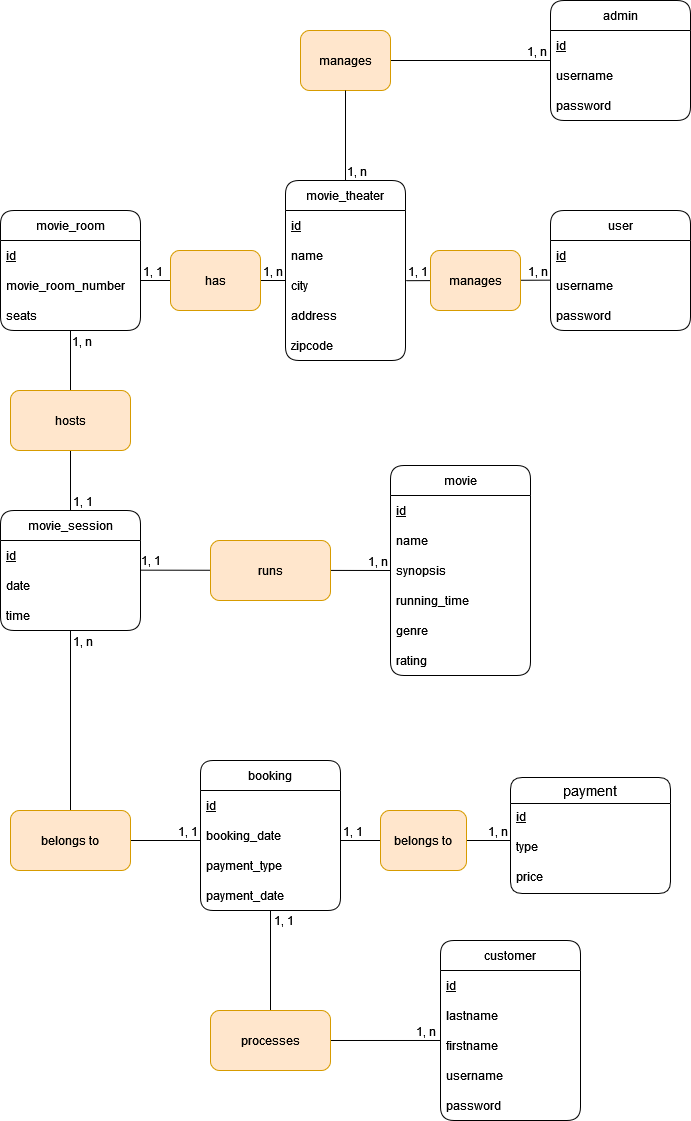 admin
id
username
password
manages
1, n
1, n
movie_theater
id
name
city
address
zipcode
movie_room
id
movie_room_number
seats
1, 1
has
1, n
1, 1
manages
1, n
user
id
username
password
1, n
hosts
1, 1
movie_session
id
date
time
1, 1
runs
1, n
movie
id
name
synopsis
running_time
genre
rating
1, n
belongs to
1, 1
booking
id
booking_date
payment_type
payment_date
1, 1
belongs to
1, n
payment
id
type
price
1, 1
processes
1, n
customer
id
lastname
firstname
username
password